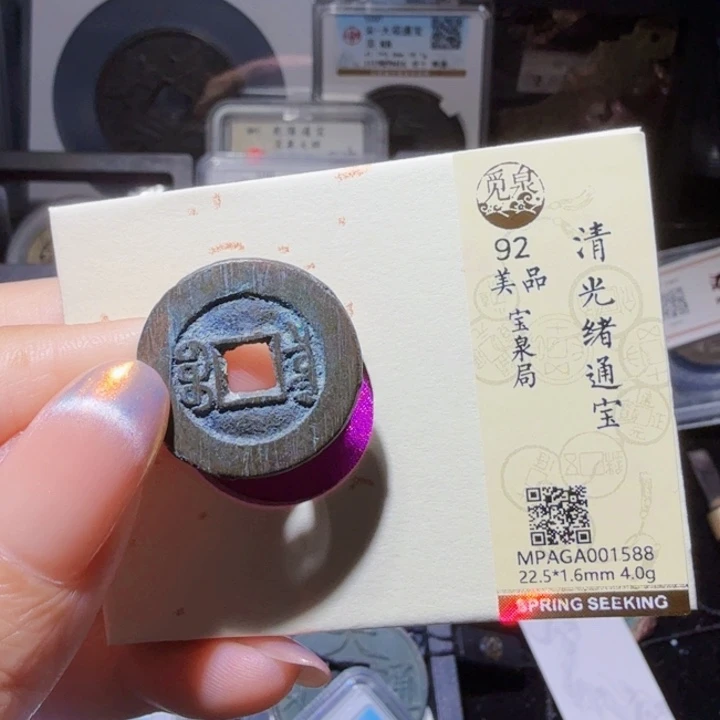 觅泉
92
美品
宝泉局
清光绪通宝
MPAGA001588
22.5*1.6mm 4.0g
SPRING SEEKING